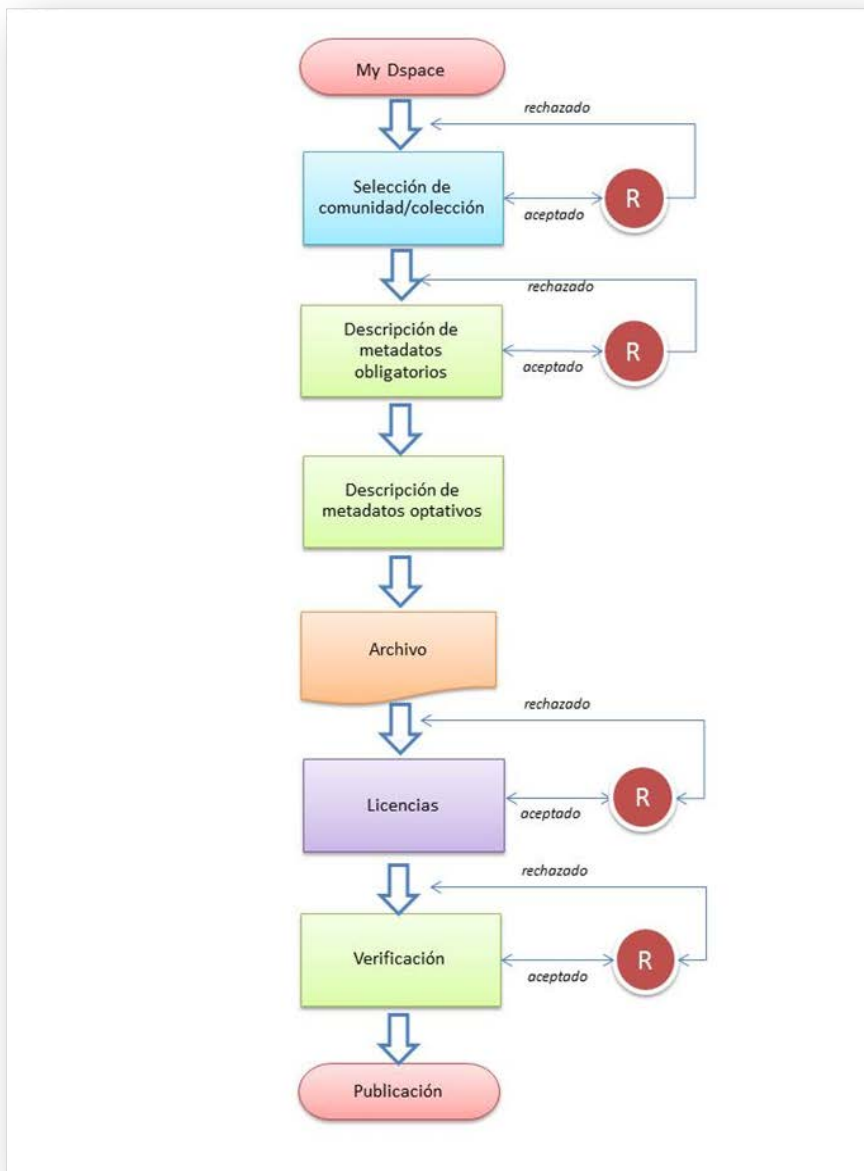 My Dspace
rechazado
Selección de
comunidad/colección
R
aceptado
rechazado
Descripción de
metadatos
obligatorios
R
aceptado
Descripción de
metadatos optativos
Archivo
rechazado
Licencias
R
aceptado
rechazado
Verificación
R
aceptado
Publicación